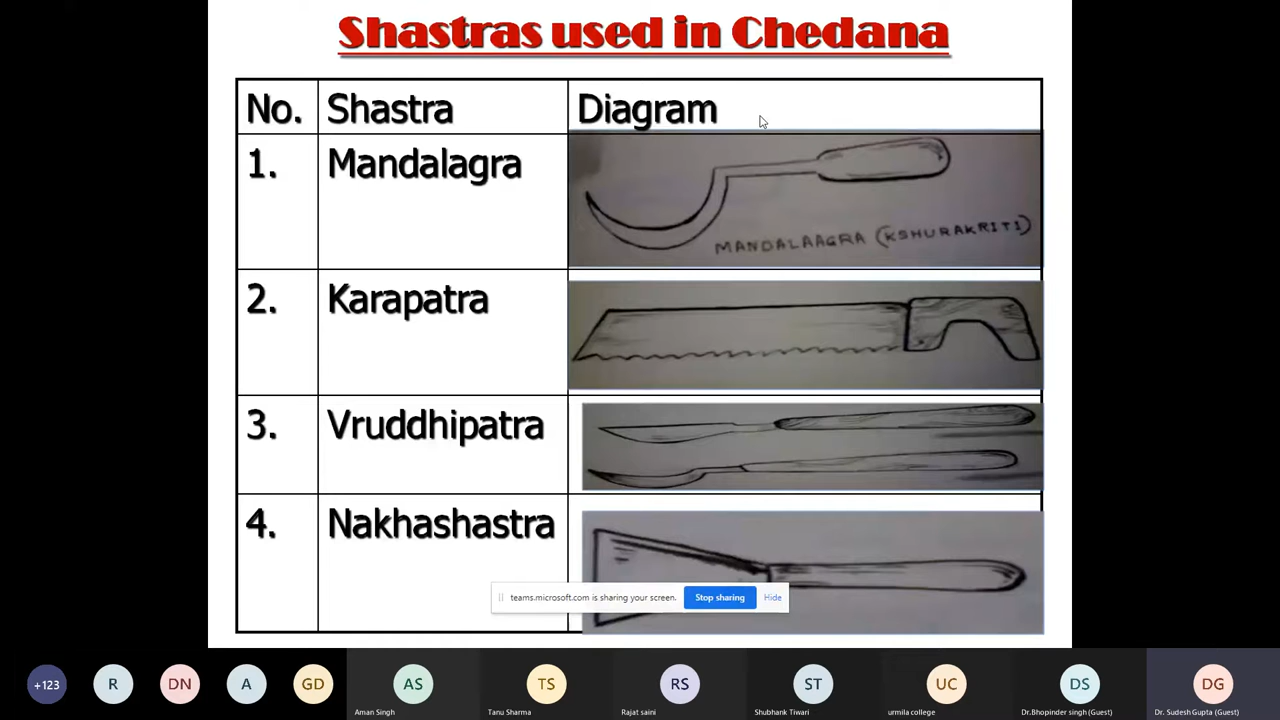 Shastras used in Chedana
No. Shastra Diagram
1. Mandalagra
MANDALAAGRA (KSHURAKRITI)
2. Karapatra
3. Vruddhipatra
4. Nakhashastra
teams.microsoft.com is sharing your screen. Stop sharing Hide
+123 R DN A GD AS TS RS ST UC DS DG
Aman Singh Tanu Sharma Rajat saini Shubhank Tiwari urmila college Dr.Bhopinder singh (Guest) Dr. Sudesh Gupta (Guest)